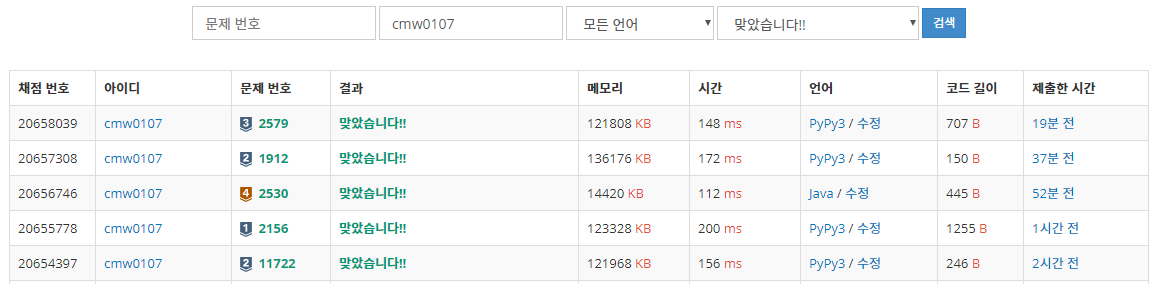 문제 번호 cmw0107 모든 언어 맞았습니다!! 검색
채점 번호 아이디 문제 번호 결과 메모리 시간 언어 코드 길이 제출한 시간
20658039 cmw0107 3 2579 맞았습니다!! 121808 KB 148 ms PyPy3 / 수정 707 B 19분 전
20657308 cmw0107 2 1912 맞았습니다!! 136176 KB 172 ms PyPy3 / 수정 150 B 37분 전
20656746 cmw0107 4 2530 맞았습니다!! 14420 KB 112 ms Java / 수정 445 B 52분 전
20655778 cmw0107 1 2156 맞았습니다!! 123328 KB 200 ms PyPy3 / 수정 1255 B 1시간 전
20654397 cmw0107 2 11722 맞았습니다!! 121968 KB 156 ms PyPy3 / 수정 246 B 2시간 전